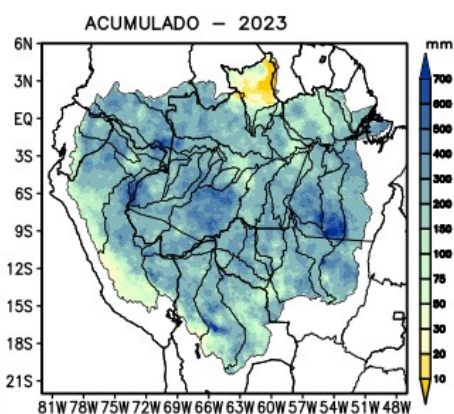 ACUMULADO – 2023
6N
3N
EQ
3S
6S
9S
12S
15S
18S
21S
81W 78W 75W 72W 69W 66W 63W 60W 57W 54W 51W 48W
mm
700
600
500
400
300
200
150
100
75
50
30
20
10